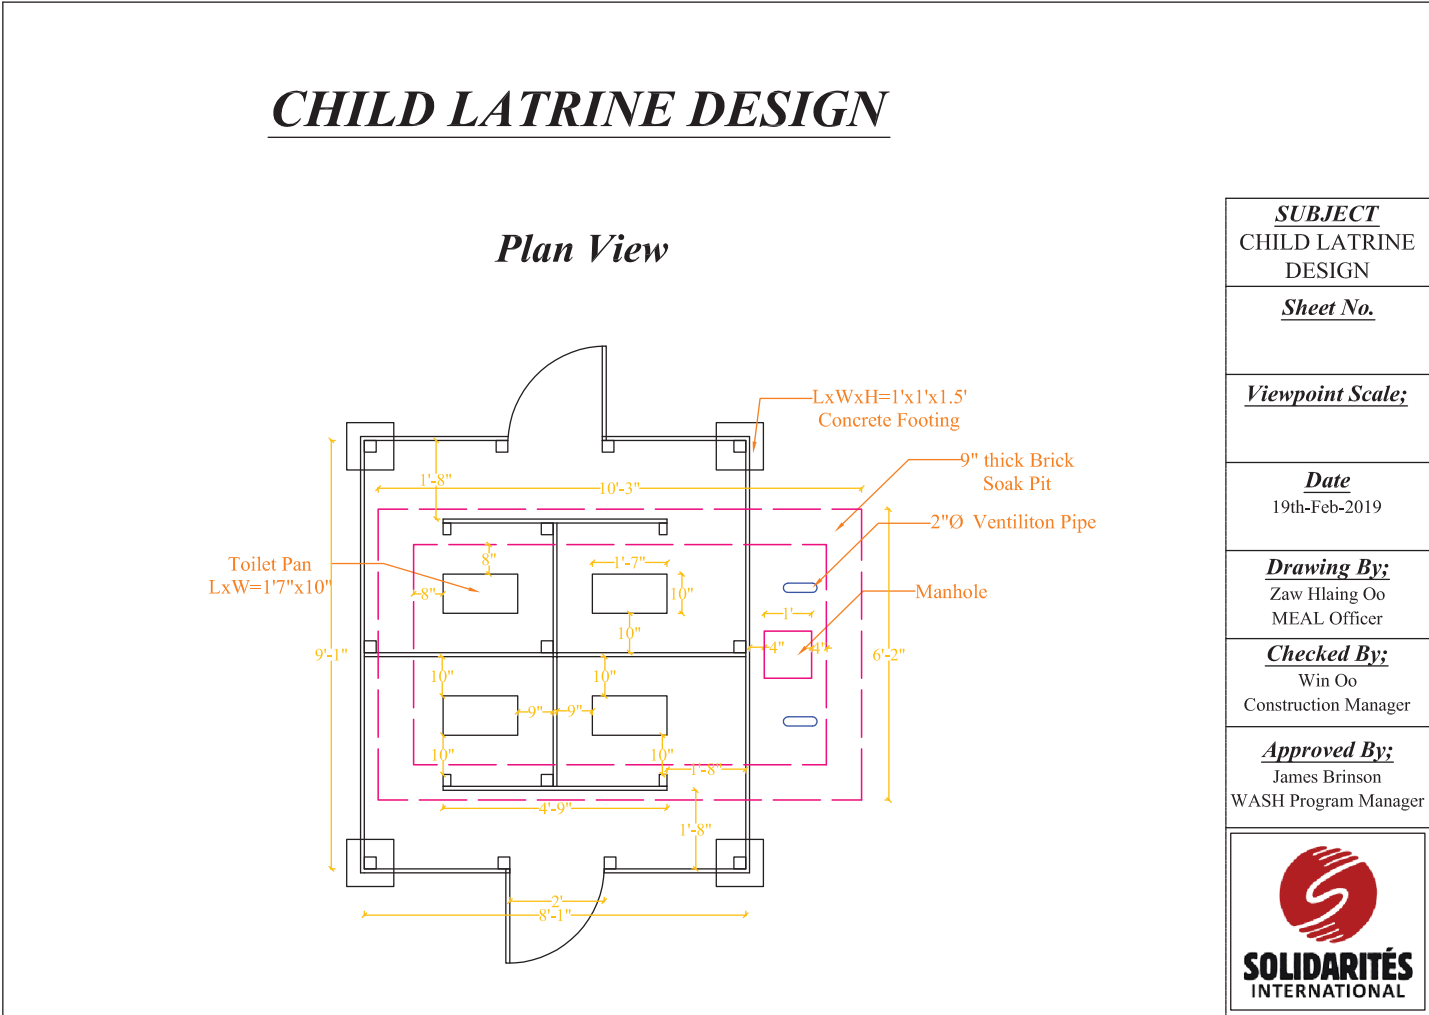 CHILD LATRINE DESIGN
Plan View
LxWxH=1'x1'x1.5'
Concrete Footing
9" thick Brick
Soak Pit
2"Ø Ventiliton Pipe
Manhole
Toilet Pan
LxW=1'7"x10"
1'-8"
10'-3"
8"
1'-7"
8"
10"
1'
10"
4"
4"
9'-1"
6'-2"
10"
10"
9"
9"
10"
10"
1'-8"
4'-9"
1'-8"
2'
8'-1"
SUBJECT
CHILD LATRINE
DESIGN
Sheet No.
Viewpoint Scale;
Date
19th-Feb-2019
Drawing By;
Zaw Hlaing Oo
MEAL Officer
Checked By;
Win Oo
Construction Manager
Approved By;
James Brinson
WASH Program Manager
SOLIDARITÉS
INTERNATIONAL